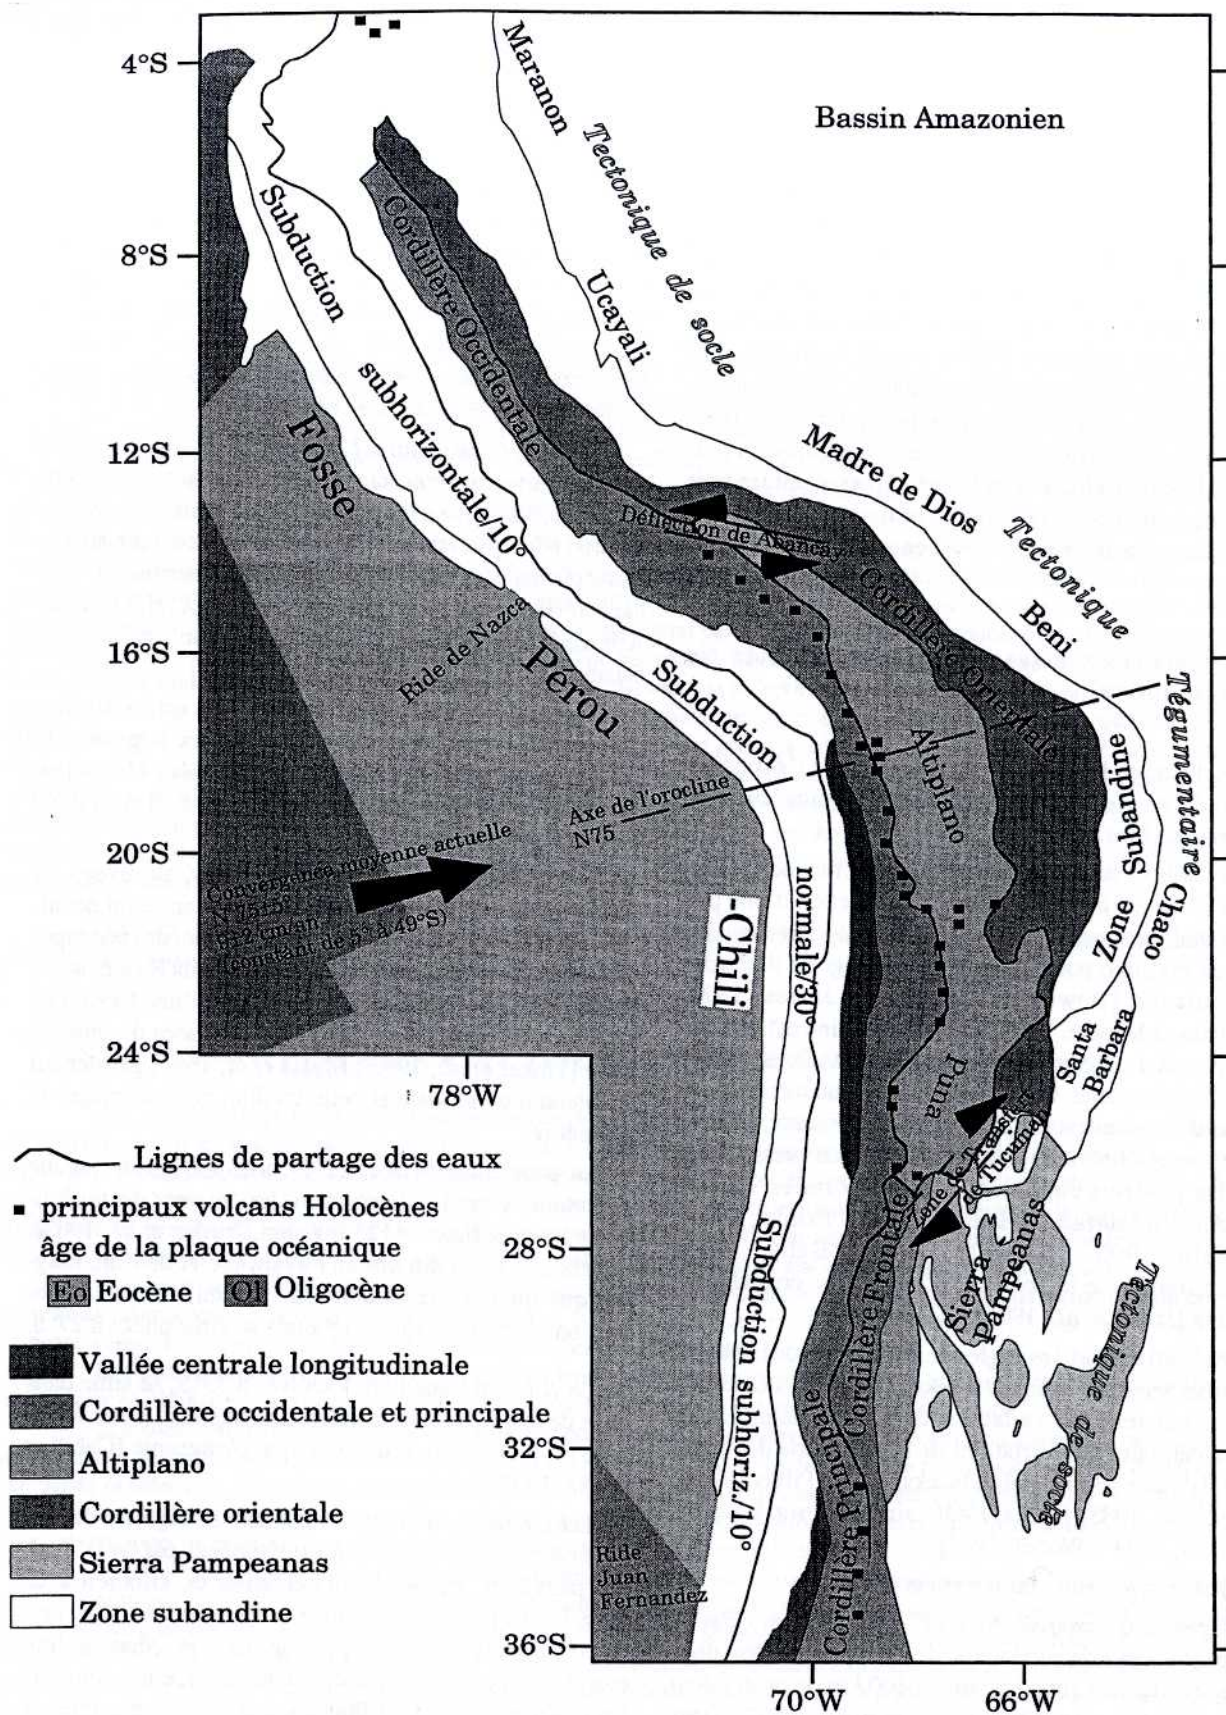 4°S
8°S
12°S
16°S
20°S
24°S
28°S
32°S
36°S
78°W
70°W
66°W
Bassin Amazonien
Maranon
Tectonique de socle
Ucayali
Subduction
subhorizontale/10°
Cordillère Occidentale
Fosse
Pérou
-Chili
Madre de Dios
Déflection de Abancay
Tectonique
Tégumentaire
Beni
Cordillère Orientale
Ride de Nazca
Subduction
normale/30°
Altiplano
Axe de l'orocline
N75
Convergence moyenne actuelle
(constant de 5° à 49°S)
Zone Subandine
Chaco
Santa
Barbara
Puna
Zone de Transfert
de Tucuman
Sierra
Pampeanas
Tectonique de socle
Subduction subhoriz./10°
Cordillère Frontale
Cordillère Principale
Ride
Juan
Fernandez
Lignes de partage des eaux
principaux volcans Holocènes
âge de la plaque océanique
Eo Eocène Ol Oligocène
Vallée centrale longitudinale
Cordillère occidentale et principale
Altiplano
Cordillère orientale
Sierra Pampeanas
Zone subandine